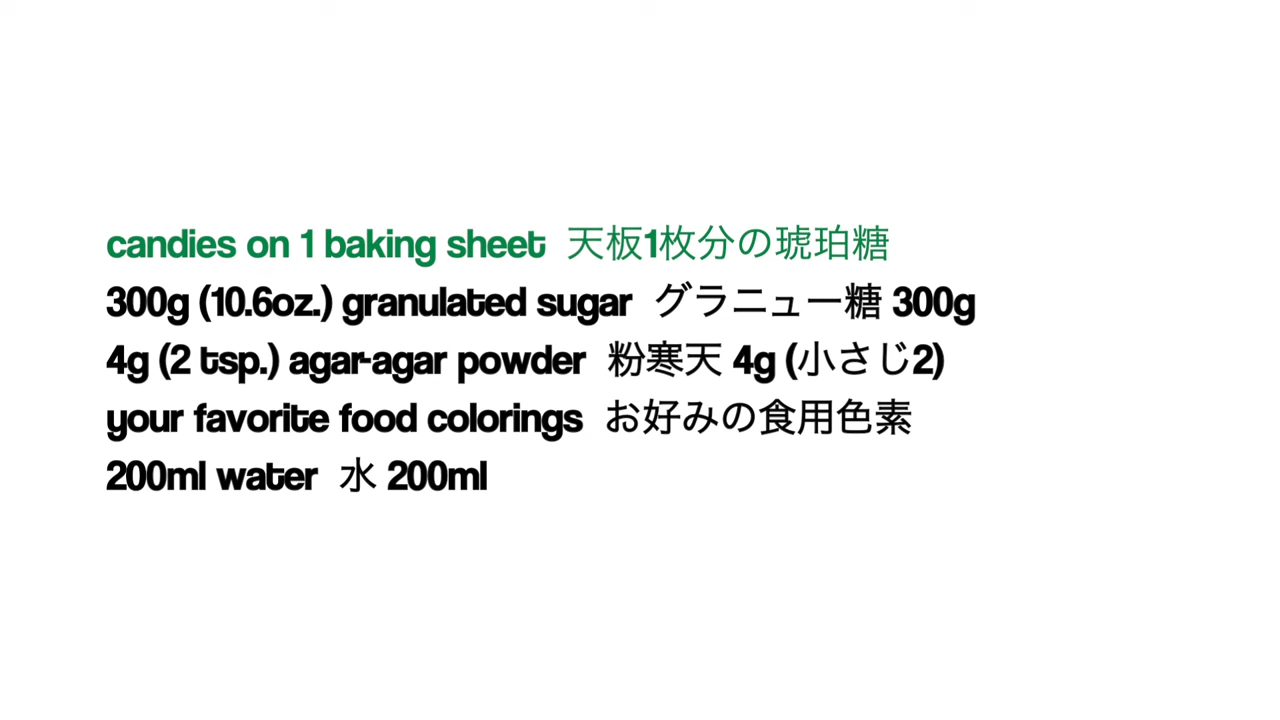 candies on 1 baking sheet 天板1枚分の琥珀糖
300g (10.6oz.) granulated sugar グラニュー糖 300g
4g (2 tsp.) agar-agar powder 粉寒天 4g (小さじ2)
your favorite food colorings お好みの食用色素
200ml water 水 200ml